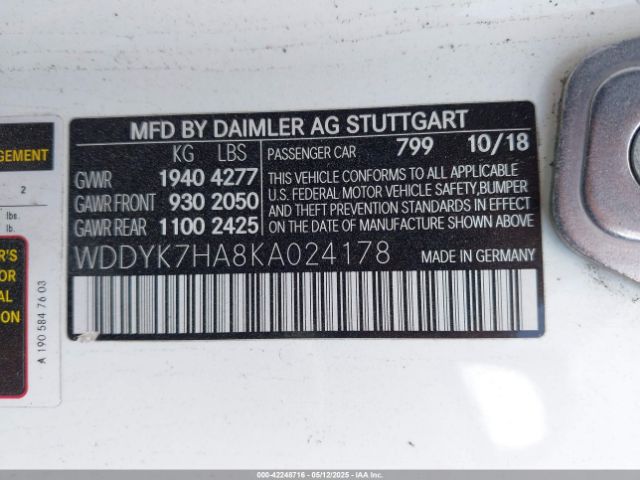 MFD BY DAIMLER AG STUTTGART
KG LBS
GWR 1940 4277
GAWR FRONT 930 2050
GAWR REAR 1100 2425
PASSENGER CAR 799 10/18
THIS VEHICLE CONFORMS TO ALL APPLICABLE
U.S. FEDERAL MOTOR VEHICLE SAFETY,BUMPER
AND THEFT PREVENTION STANDARDS IN EFFECT
ON THE DATE OF MANUFACTURE SHOWN ABOVE
WDDYK7HA8KA024178
MADE IN GERMANY
GEMENT
2
lbs.
lb.
R'S
OR
AL
ION
A 190 584 76 03
000-42248716 - 05/12/2025 - IAA Inc.